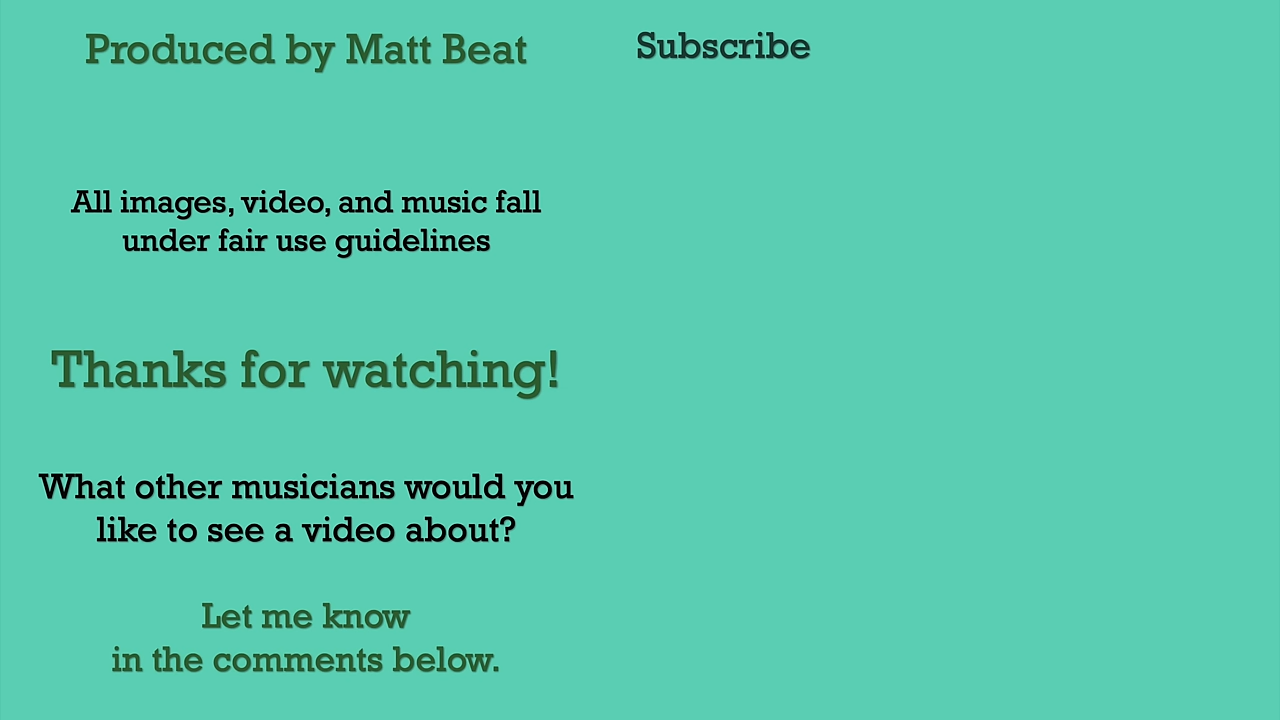 Produced by Matt Beat
Subscribe
All images, video, and music fall
under fair use guidelines
Thanks for watching!
What other musicians would you
like to see a video about?
Let me know
in the comments below.